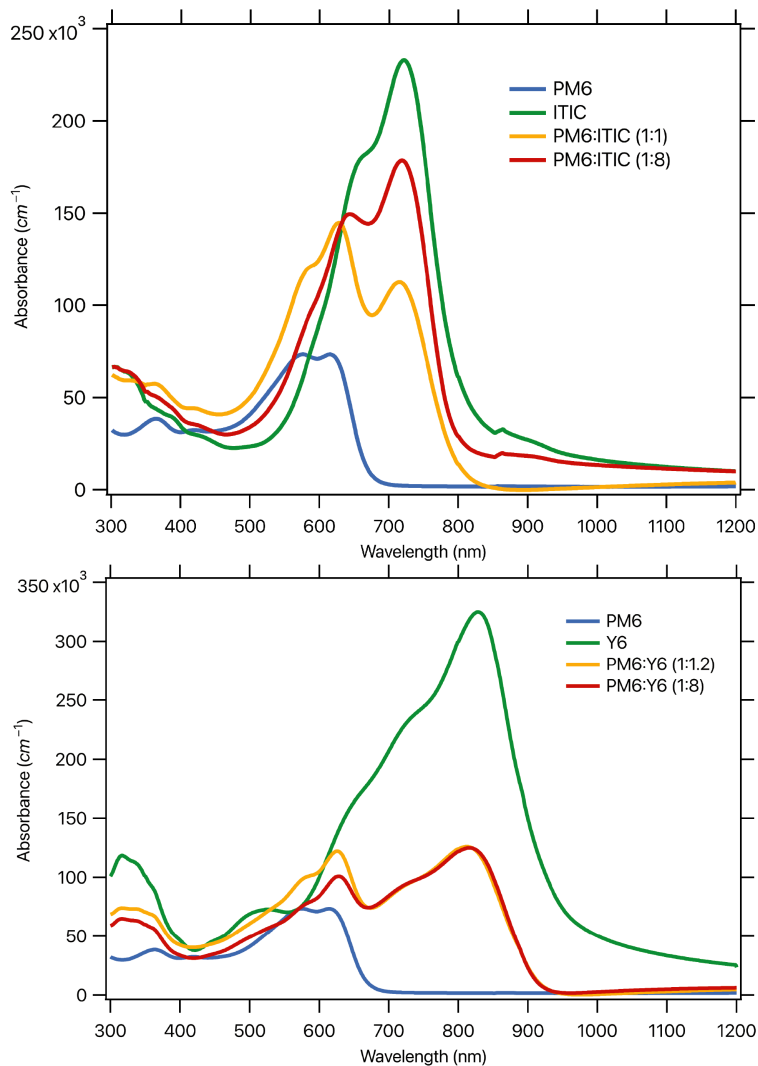 250 x10³
200
150
100
50
0
Absorbance (cm⁻¹)
PM6
ITIC
PM6:ITIC (1:1)
PM6:ITIC (1:8)
300 400 500 600 700 800 900 1000 1100 1200
Wavelength (nm)
350 x10³
300
250
200
150
100
50
0
Absorbance (cm⁻¹)
PM6
Y6
PM6:Y6 (1:1.2)
PM6:Y6 (1:8)
300 400 500 600 700 800 900 1000 1100 1200
Wavelength (nm)